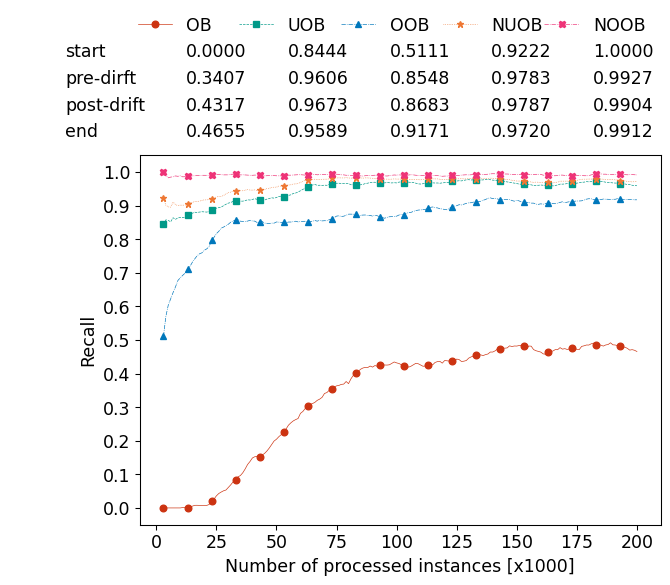 OB UOB OOB NUOB NOOB
start 0.0000 0.8444 0.5111 0.9222 1.0000
pre-dirft 0.3407 0.9606 0.8548 0.9783 0.9927
post-drift 0.4317 0.9673 0.8683 0.9787 0.9904
end 0.4655 0.9589 0.9171 0.9720 0.9912
1.0
0.9
0.8
0.7
0.6
0.5
0.4
0.3
0.2
0.1
0.0
Recall
0 25 50 75 100 125 150 175 200
Number of processed instances [x1000]